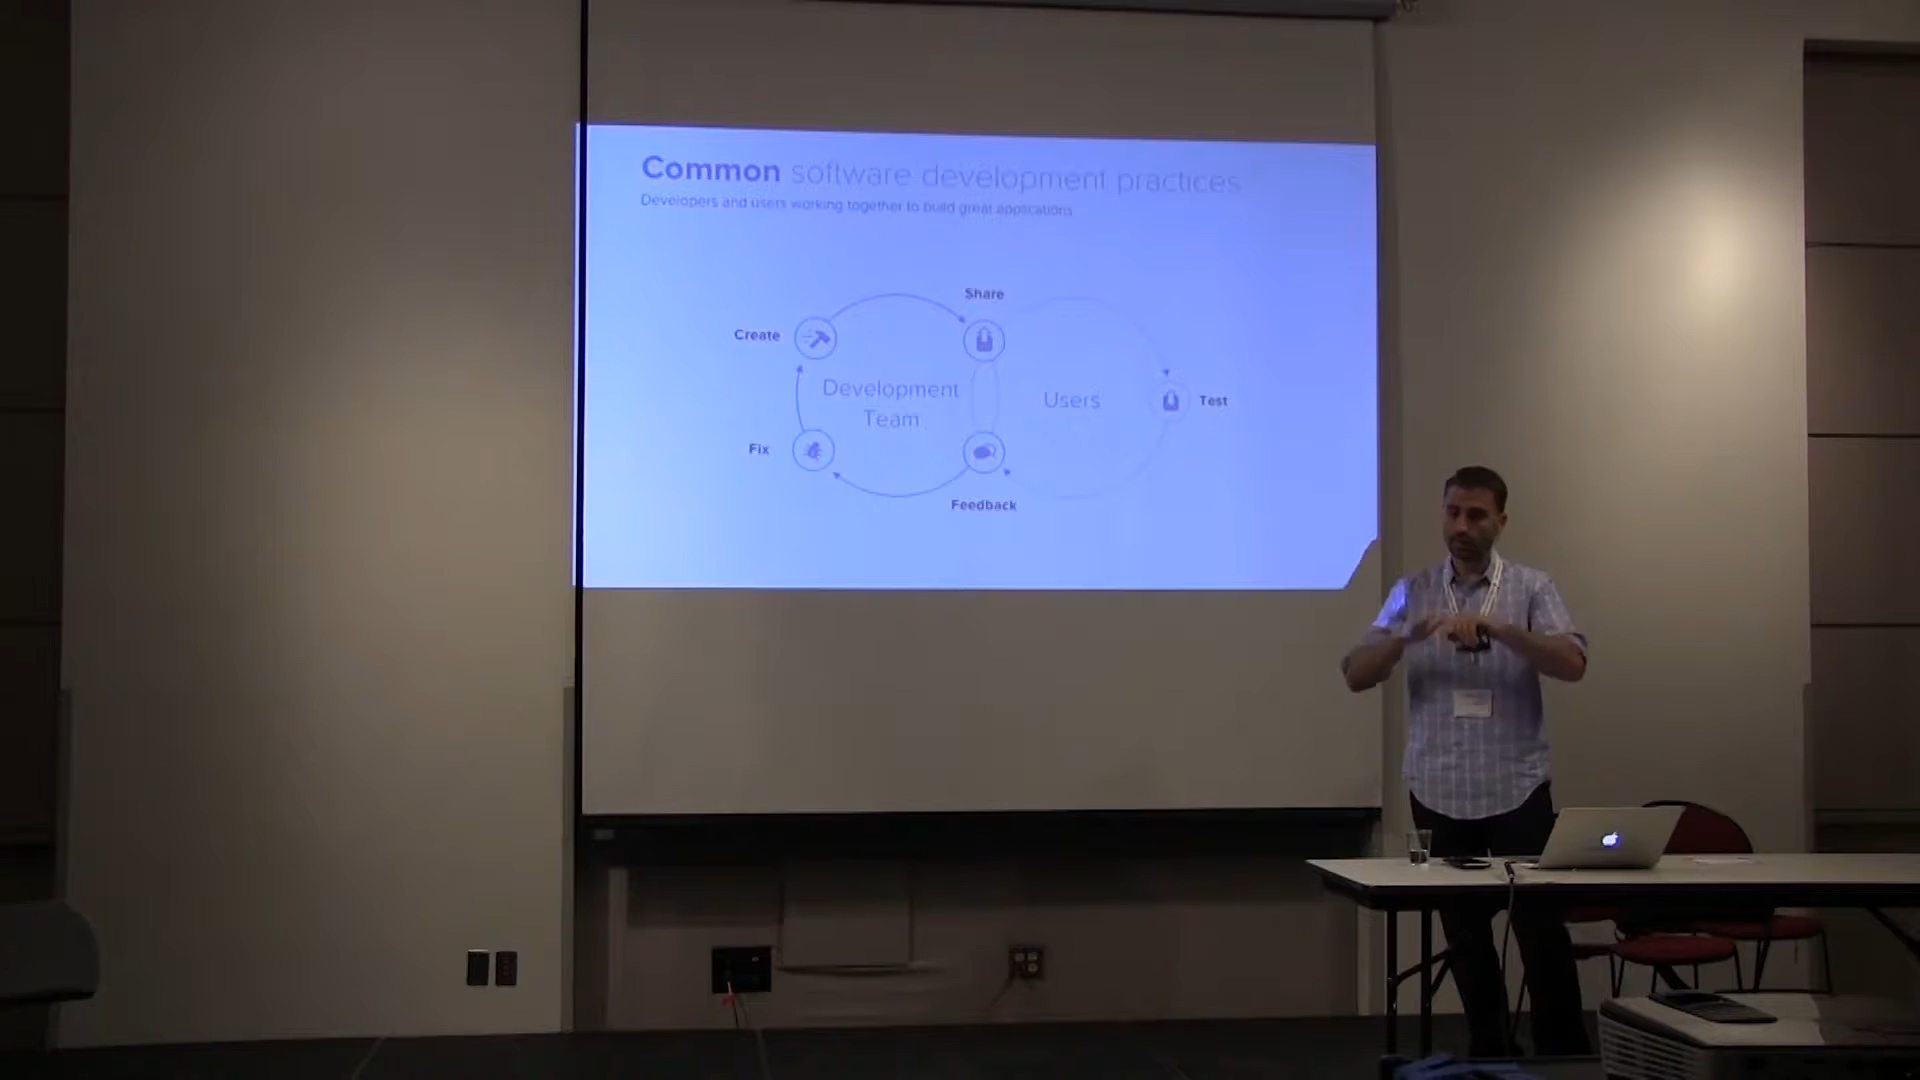 Common software development practices
Developers and users working together to build great applications
Share
Create
Development
Team
Users
Test
Fix
Feedback